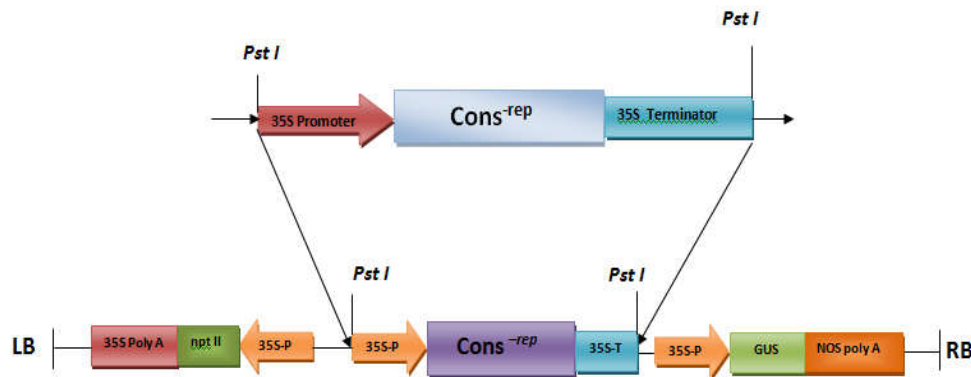 Pst I
Pst I
35S Promoter
Cons-rep
35S Terminator
Pst I
Pst I
LB
35S Poly A
npt II
35S-P
35S-P
Cons –rep
35S-T
35S-P
GUS
NOS poly A
RB